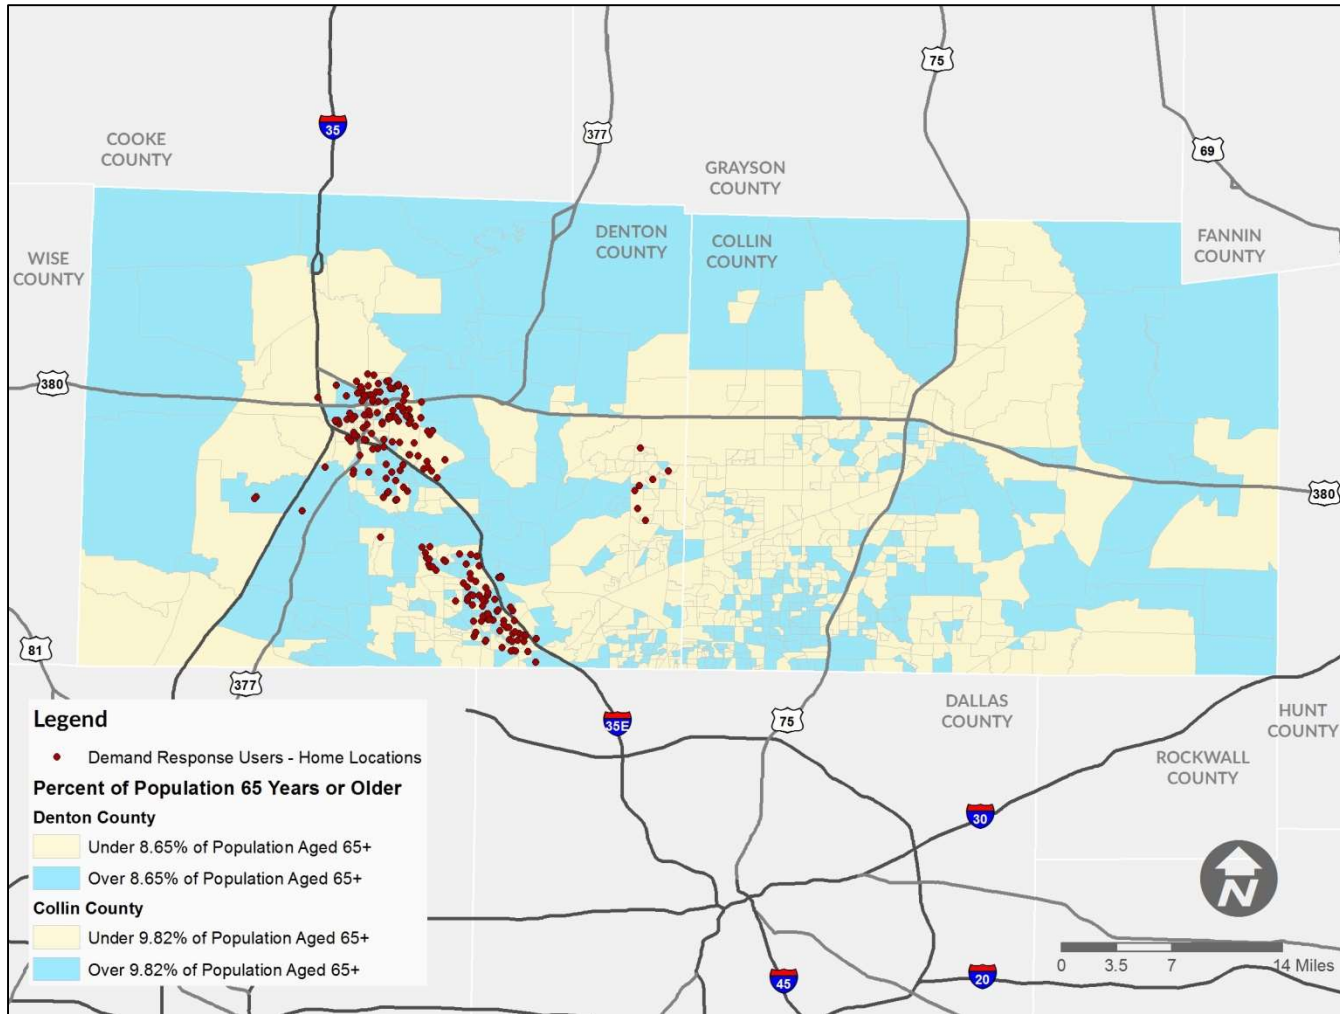 35
377
75
69
COOKE
COUNTY
GRAYSON
COUNTY
WISE
COUNTY
DENTON
COUNTY
COLLIN
COUNTY
FANNIN
COUNTY
380
380
81
377
35E
75
DALLAS
COUNTY
HUNT
COUNTY
ROCKWALL
COUNTY
30
45
20
Legend
Demand Response Users - Home Locations
Percent of Population 65 Years or Older
Denton County
Under 8.65% of Population Aged 65+
Over 8.65% of Population Aged 65+
Collin County
Under 9.82% of Population Aged 65+
Over 9.82% of Population Aged 65+
N
0 3.5 7 14 Miles